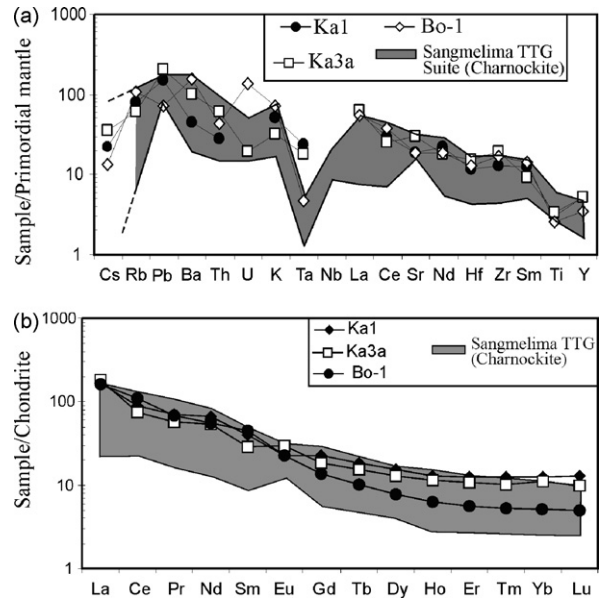 (a)
1000
100
10
1
Sample/Primordial mantle
Ka1
Bo-1
Ka3a
Sangmelima TTG
Suite (Charnockite)
Cs Rb Pb Ba Th U K Ta Nb La Ce Sr Nd Hf Zr Sm Ti Y
(b)
1000
100
10
1
Sample/Chondrite
Ka1
Ka3a
Bo-1
Sangmelima TTG
(Charnockite)
La Ce Pr Nd Sm Eu Gd Tb Dy Ho Er Tm Yb Lu